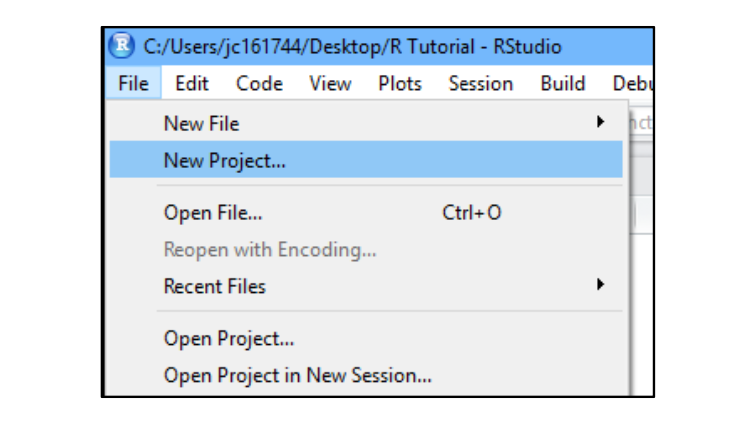 R C:/Users/jc161744/Desktop/R Tutorial - RStudio
File Edit Code View Plots Session Build Debu
New File
New Project...
Open File... Ctrl+O
Reopen with Encoding...
Recent Files
Open Project...
Open Project in New Session...